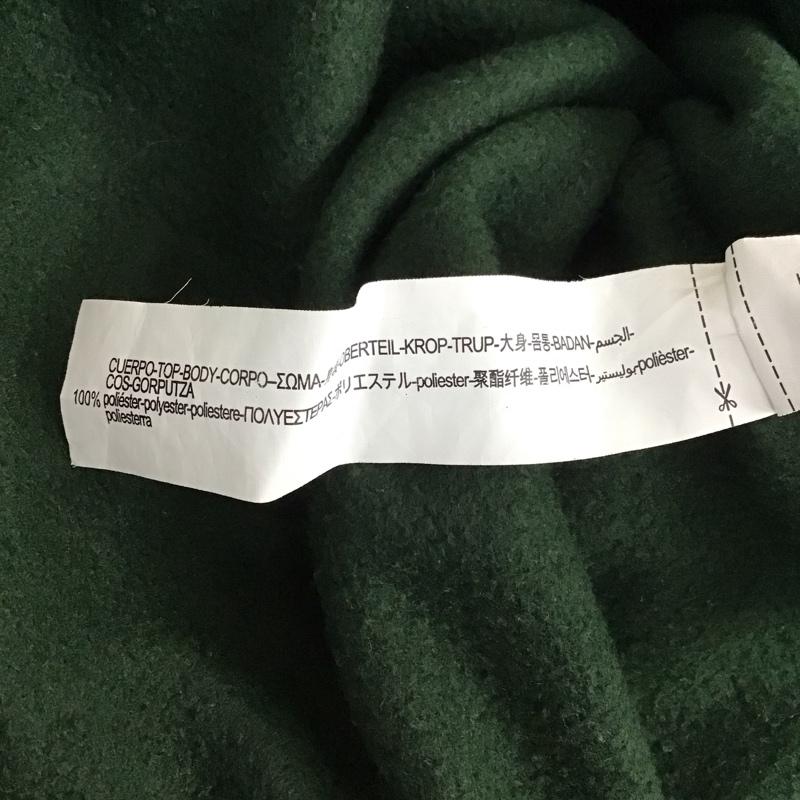 CUERPO-TOP-BODY-CORPO-ΣΩΜΑ- OBERTEIL-KROP-TRUP-大身-몸통-BADAN-الجسم-
COS-GORPUTZA
100% poliéster-polyester-poliestere-ΠΟΛΥΕΣΤΕΡΑΣ-ポリエステル-poliester-聚酯纤维-폴리에스터-بوليستير-polièster-
poliesterra